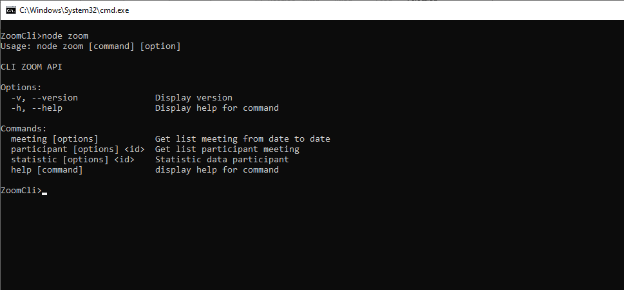 C:\Windows\System32\cmd.exe
ZoomCli>node zoom
Usage: node zoom [command] [option]
CLI ZOOM API
Options:
-v, --version Display version
-h, --help Display help for command
Commands:
meeting [options] Get list meeting from date to date
participant [options] <id> Get list participant meeting
statistic [options] <id> Statistic data participant
help [command] display help for command
ZoomCli>